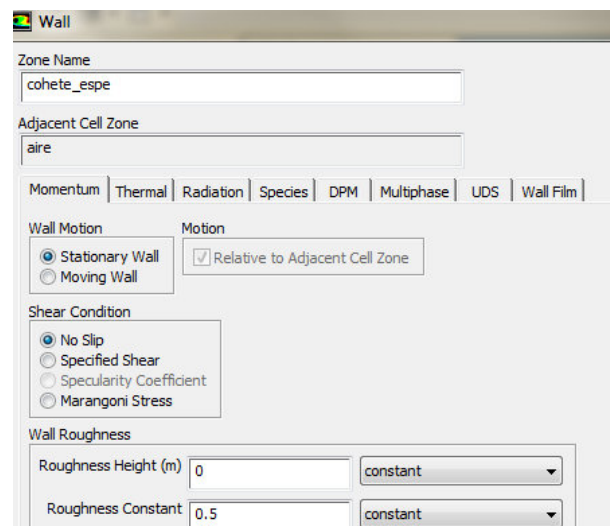 Wall
Zone Name
cohete_espe
Adjacent Cell Zone
aire
Momentum Thermal Radiation Species DPM Multiphase UDS Wall Film
Wall Motion Motion
Stationary Wall Relative to Adjacent Cell Zone
Moving Wall
Shear Condition
No Slip
Specified Shear
Specularity Coefficient
Marangoni Stress
Wall Roughness
Roughness Height (m) 0 constant
Roughness Constant 0.5 constant